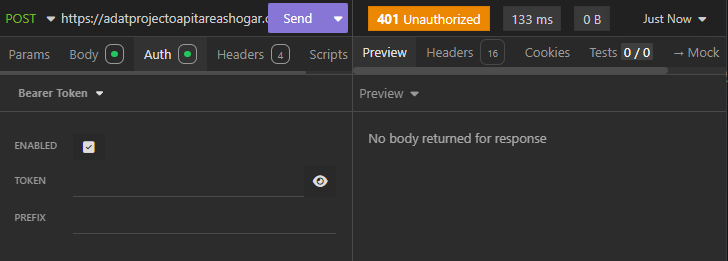 POST https://adatprojectoapitareashogar.c Send
401 Unauthorized 133 ms 0 B Just Now
Params Body Auth Headers 4 Scripts
Preview Headers 16 Cookies Tests 0 / 0 → Mock
Bearer Token
Preview
ENABLED
TOKEN
PREFIX
No body returned for response